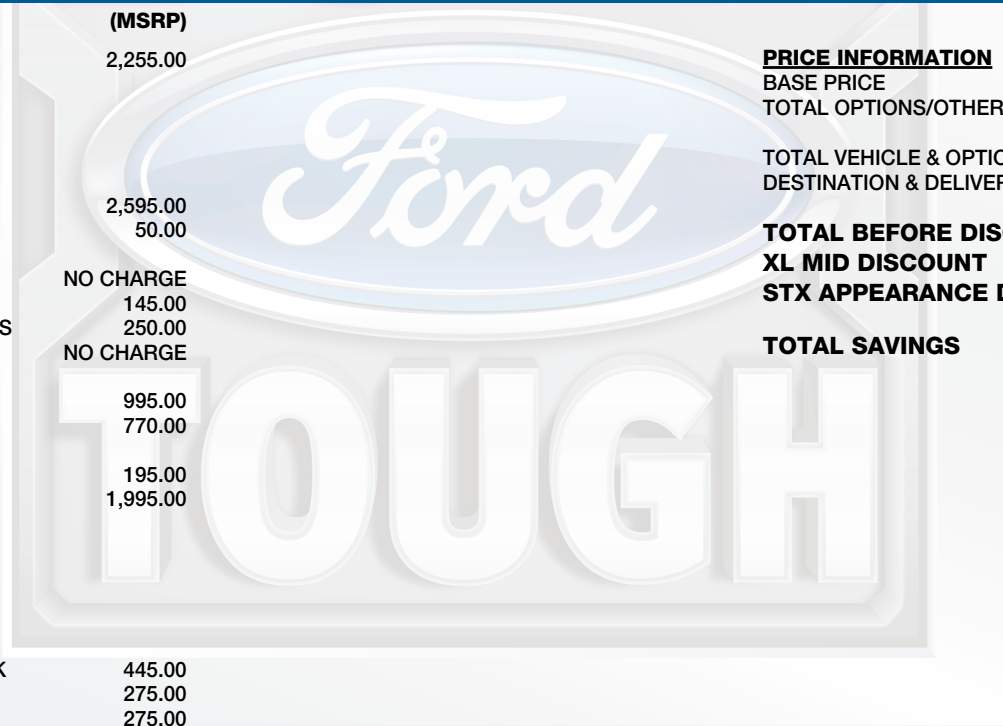 (MSRP)
2,255.00
2,595.00
50.00
NO CHARGE
145.00
S 250.00
NO CHARGE
995.00
770.00
195.00
1,995.00
K 445.00
275.00
275.00
PRICE INFORMATION
BASE PRICE
TOTAL OPTIONS/OTHER
TOTAL VEHICLE & OPTIO
DESTINATION & DELIVER
TOTAL BEFORE DISC
XL MID DISCOUNT
STX APPEARANCE D
TOTAL SAVINGS
Ford
TOUGH